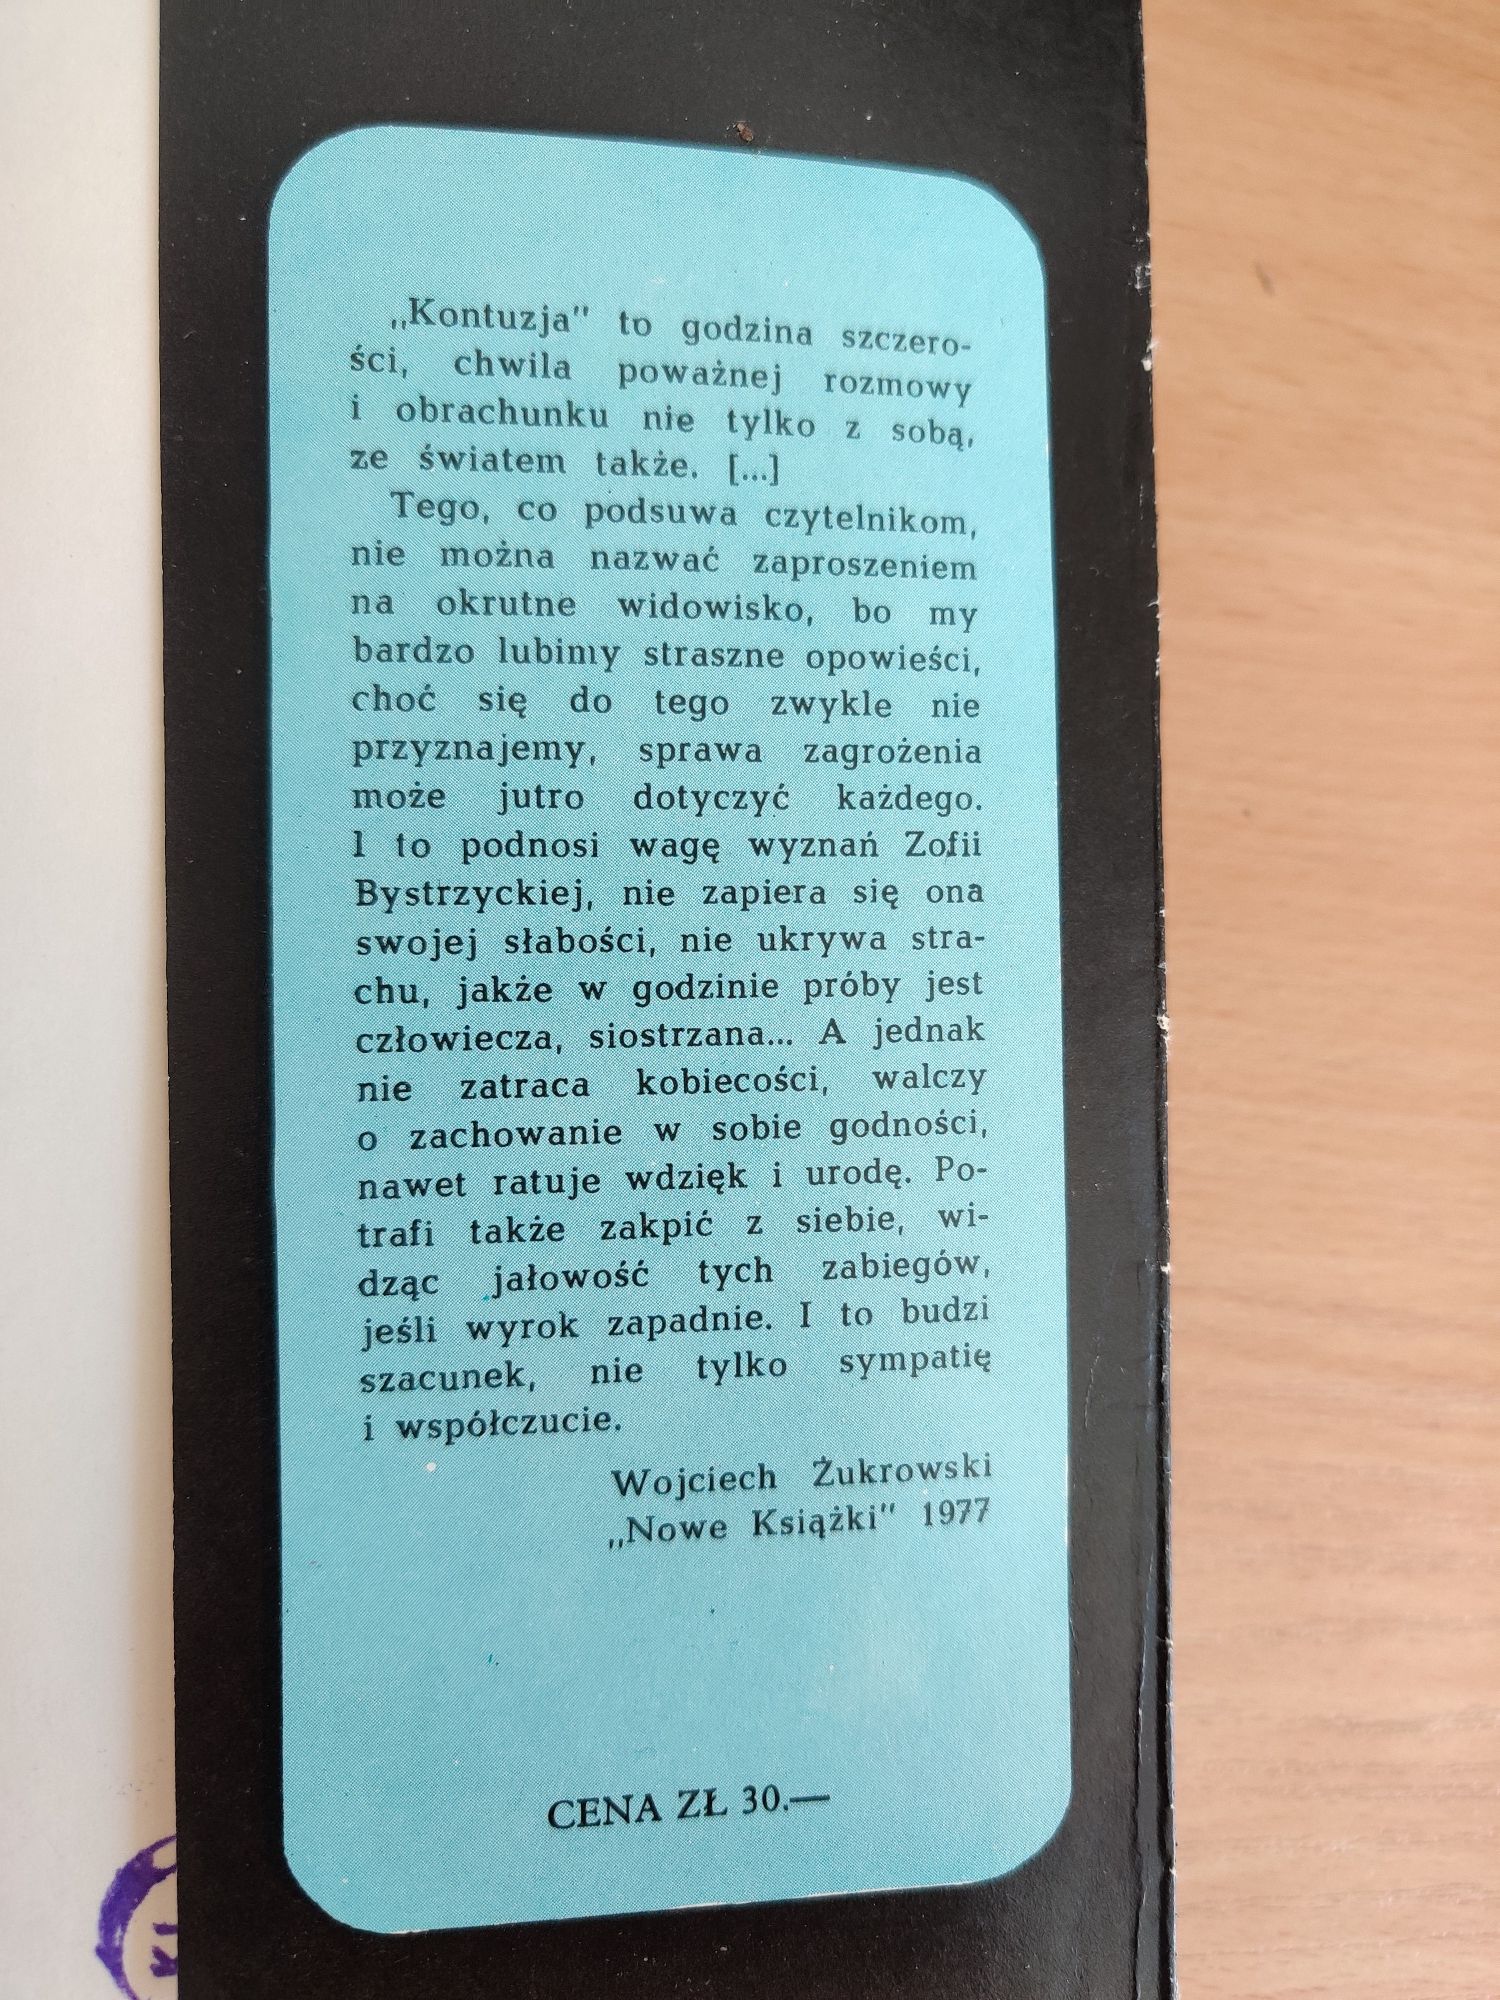 „Kontuzja" to godzina szczero-
ści, chwila poważnej rozmowy
i obrachunku nie tylko z sobą,
ze światem także. [...]
Tego, co podsuwa czytelnikom,
nie można nazwać zaproszeniem
na okrutne widowisko, bo my
bardzo lubimy straszne opowieści,
choć się do tego zwykle nie
przyznajemy, sprawa zagrożenia
może jutro dotyczyć każdego.
I to podnosi wagę wyznań Zofii
Bystrzyckiej, nie zapiera się ona
swojej słabości, nie ukrywa stra-
chu, jakże w godzinie próby jest
człowiecza, siostrzana... A jednak
nie zatraca kobiecości, walczy
o zachowanie w sobie godności,
nawet ratuje wdzięk i urodę. Po-
trafi także zakpić z siebie, wi-
dząc jałowość tych zabiegów,
jeśli wyrok zapadnie. I to budzi
szacunek, nie tylko sympatię
i współczucie.
Wojciech Żukrowski
„Nowe Książki" 1977
CENA ZŁ 30.—